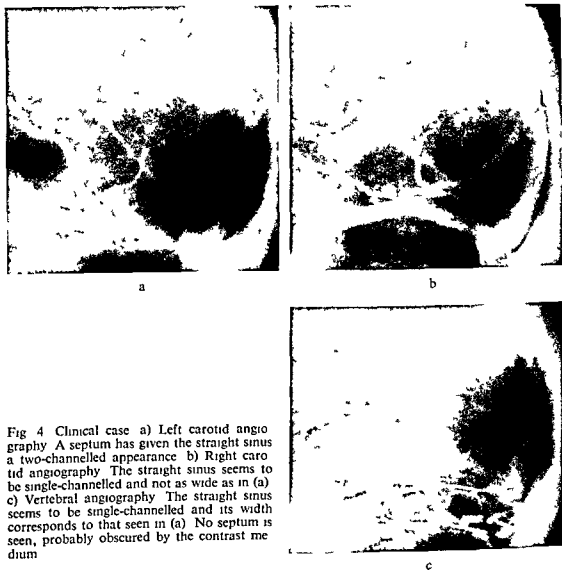 a
b
Fig 4 Clinical case a) Left carotid angio
graphy A septum has given the straight sinus
a two-channelled appearance b) Right caro
tid angiography The straight sinus seems to
be single-channelled and not as wide as in (a)
c) Vertebral angiography The straight sinus
seems to be single-channelled and its width
corresponds to that seen in (a) No septum is
seen, probably obscured by the contrast me
dium
c